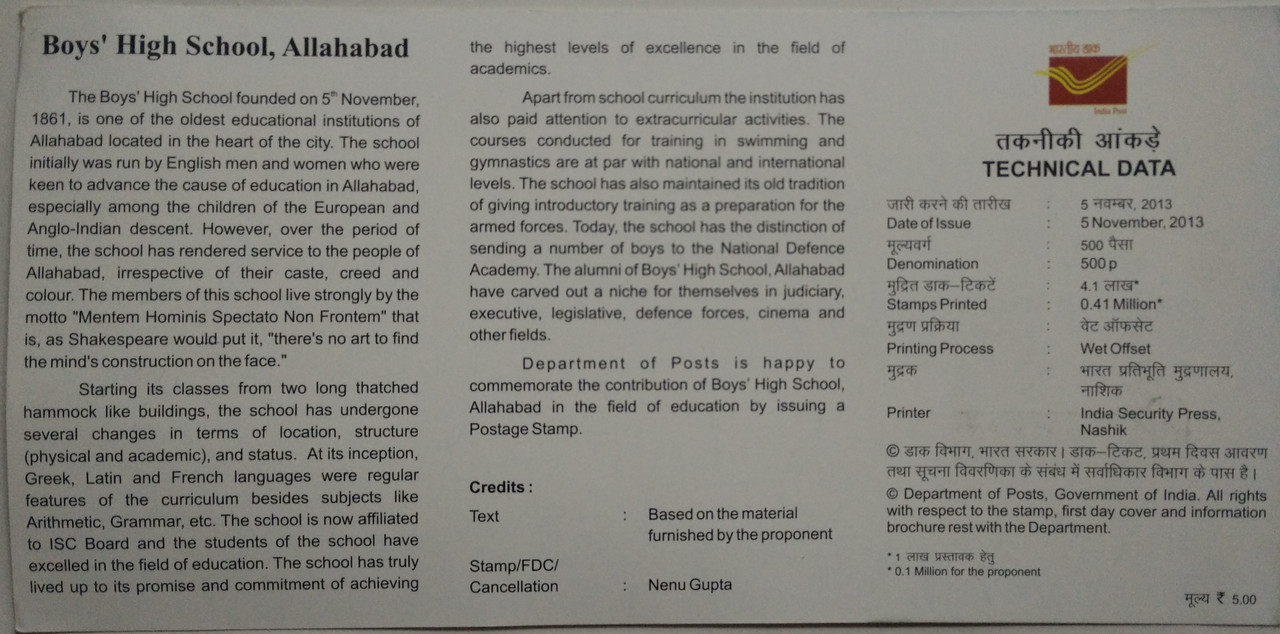 Boys' High School, Allahabad
The Boys' High School founded on 5th November,
1861, is one of the oldest educational institutions of
Allahabad located in the heart of the city. The school
initially was run by English men and women who were
keen to advance the cause of education in Allahabad,
especially among the children of the European and
Anglo-Indian descent. However, over the period of
time, the school has rendered service to the people of
Allahabad, irrespective of their caste, creed and
colour. The members of this school live strongly by the
motto "Mentem Hominis Spectato Non Frontem" that
is, as Shakespeare would put it, "there's no art to find
the mind's construction on the face."
Starting its classes from two long thatched
hammock like buildings, the school has undergone
several changes in terms of location, structure
(physical and academic), and status. At its inception,
Greek, Latin and French languages were regular
features of the curriculum besides subjects like
Arithmetic, Grammar, etc. The school is now affiliated
to ISC Board and the students of the school have
excelled in the field of education. The school has truly
lived up to its promise and commitment of achieving
the highest levels of excellence in the field of
academics.
Apart from school curriculum the institution has
also paid attention to extracurricular activities. The
courses conducted for training in swimming and
gymnastics are at par with national and international
levels. The school has also maintained its old tradition
of giving introductory training as a preparation for the
armed forces. Today, the school has the distinction of
sending a number of boys to the National Defence
Academy. The alumni of Boys' High School, Allahabad
have carved out a niche for themselves in judiciary,
executive, legislative, defence forces, cinema and
other fields.
Department of Posts is happy to
commemorate the contribution of Boys' High School,
Allahabad in the field of education by issuing a
Postage Stamp.
Credits :
Text : Based on the material
furnished by the proponent
Stamp/FDC/
Cancellation : Nenu Gupta
भारतीय डाक
India Post
तकनीकी आंकड़े
TECHNICAL DATA
जारी करने की तारीख : 5 नवम्बर, 2013
Date of Issue : 5 November, 2013
मूल्यवर्ग : 500 पैसा
Denomination : 500 p
मुद्रित डाक–टिकटें : 4.1 लाख*
Stamps Printed : 0.41 Million*
मुद्रण प्रक्रिया : वेट ऑफसेट
Printing Process : Wet Offset
मुद्रक : भारत प्रतिभूति मुद्रणालय,
नाशिक
Printer : India Security Press,
Nashik
© डाक विभाग, भारत सरकार। डाक–टिकट, प्रथम दिवस आवरण
तथा सूचना विवरणिका के संबंध में सर्वाधिकार विभाग के पास है।
© Department of Posts, Government of India. All rights
with respect to the stamp, first day cover and information
brochure rest with the Department.
* 1 लाख प्रस्तावक हेतु
* 0.1 Million for the proponent
मूल्य ₹ 5.00